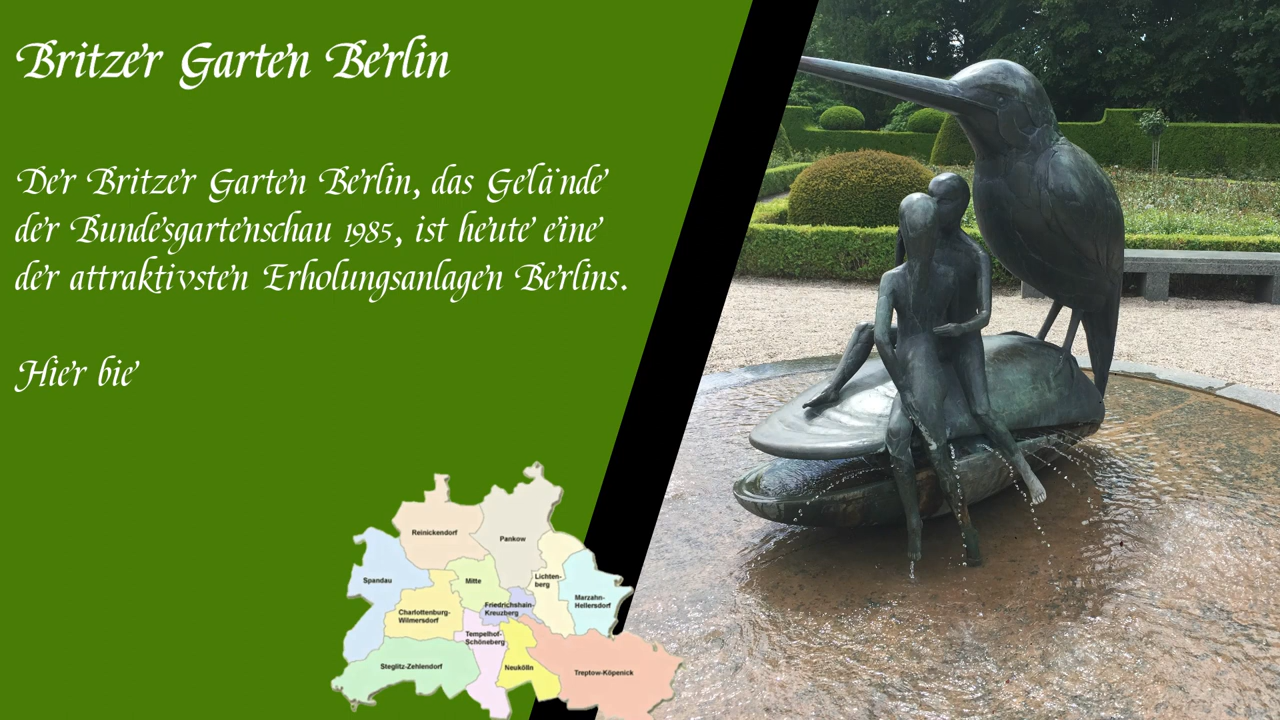 Britzer Garten Berlin
Der Britzer Garten Berlin, das Gelände
der Bundesgartenschau 1985, ist heute eine
der attraktivsten Erholungsanlagen Berlins.
Hier bie
Reinickendorf
Pankow
Spandau
Mitte
Lichten-
berg
Marzahn-
Hellersdorf
Charlottenburg-
Wilmersdorf
Friedrichshain-
Kreuzberg
Tempelhof-
Schöneberg
Steglitz-Zehlendorf
Neukölln
Treptow-Köpenick